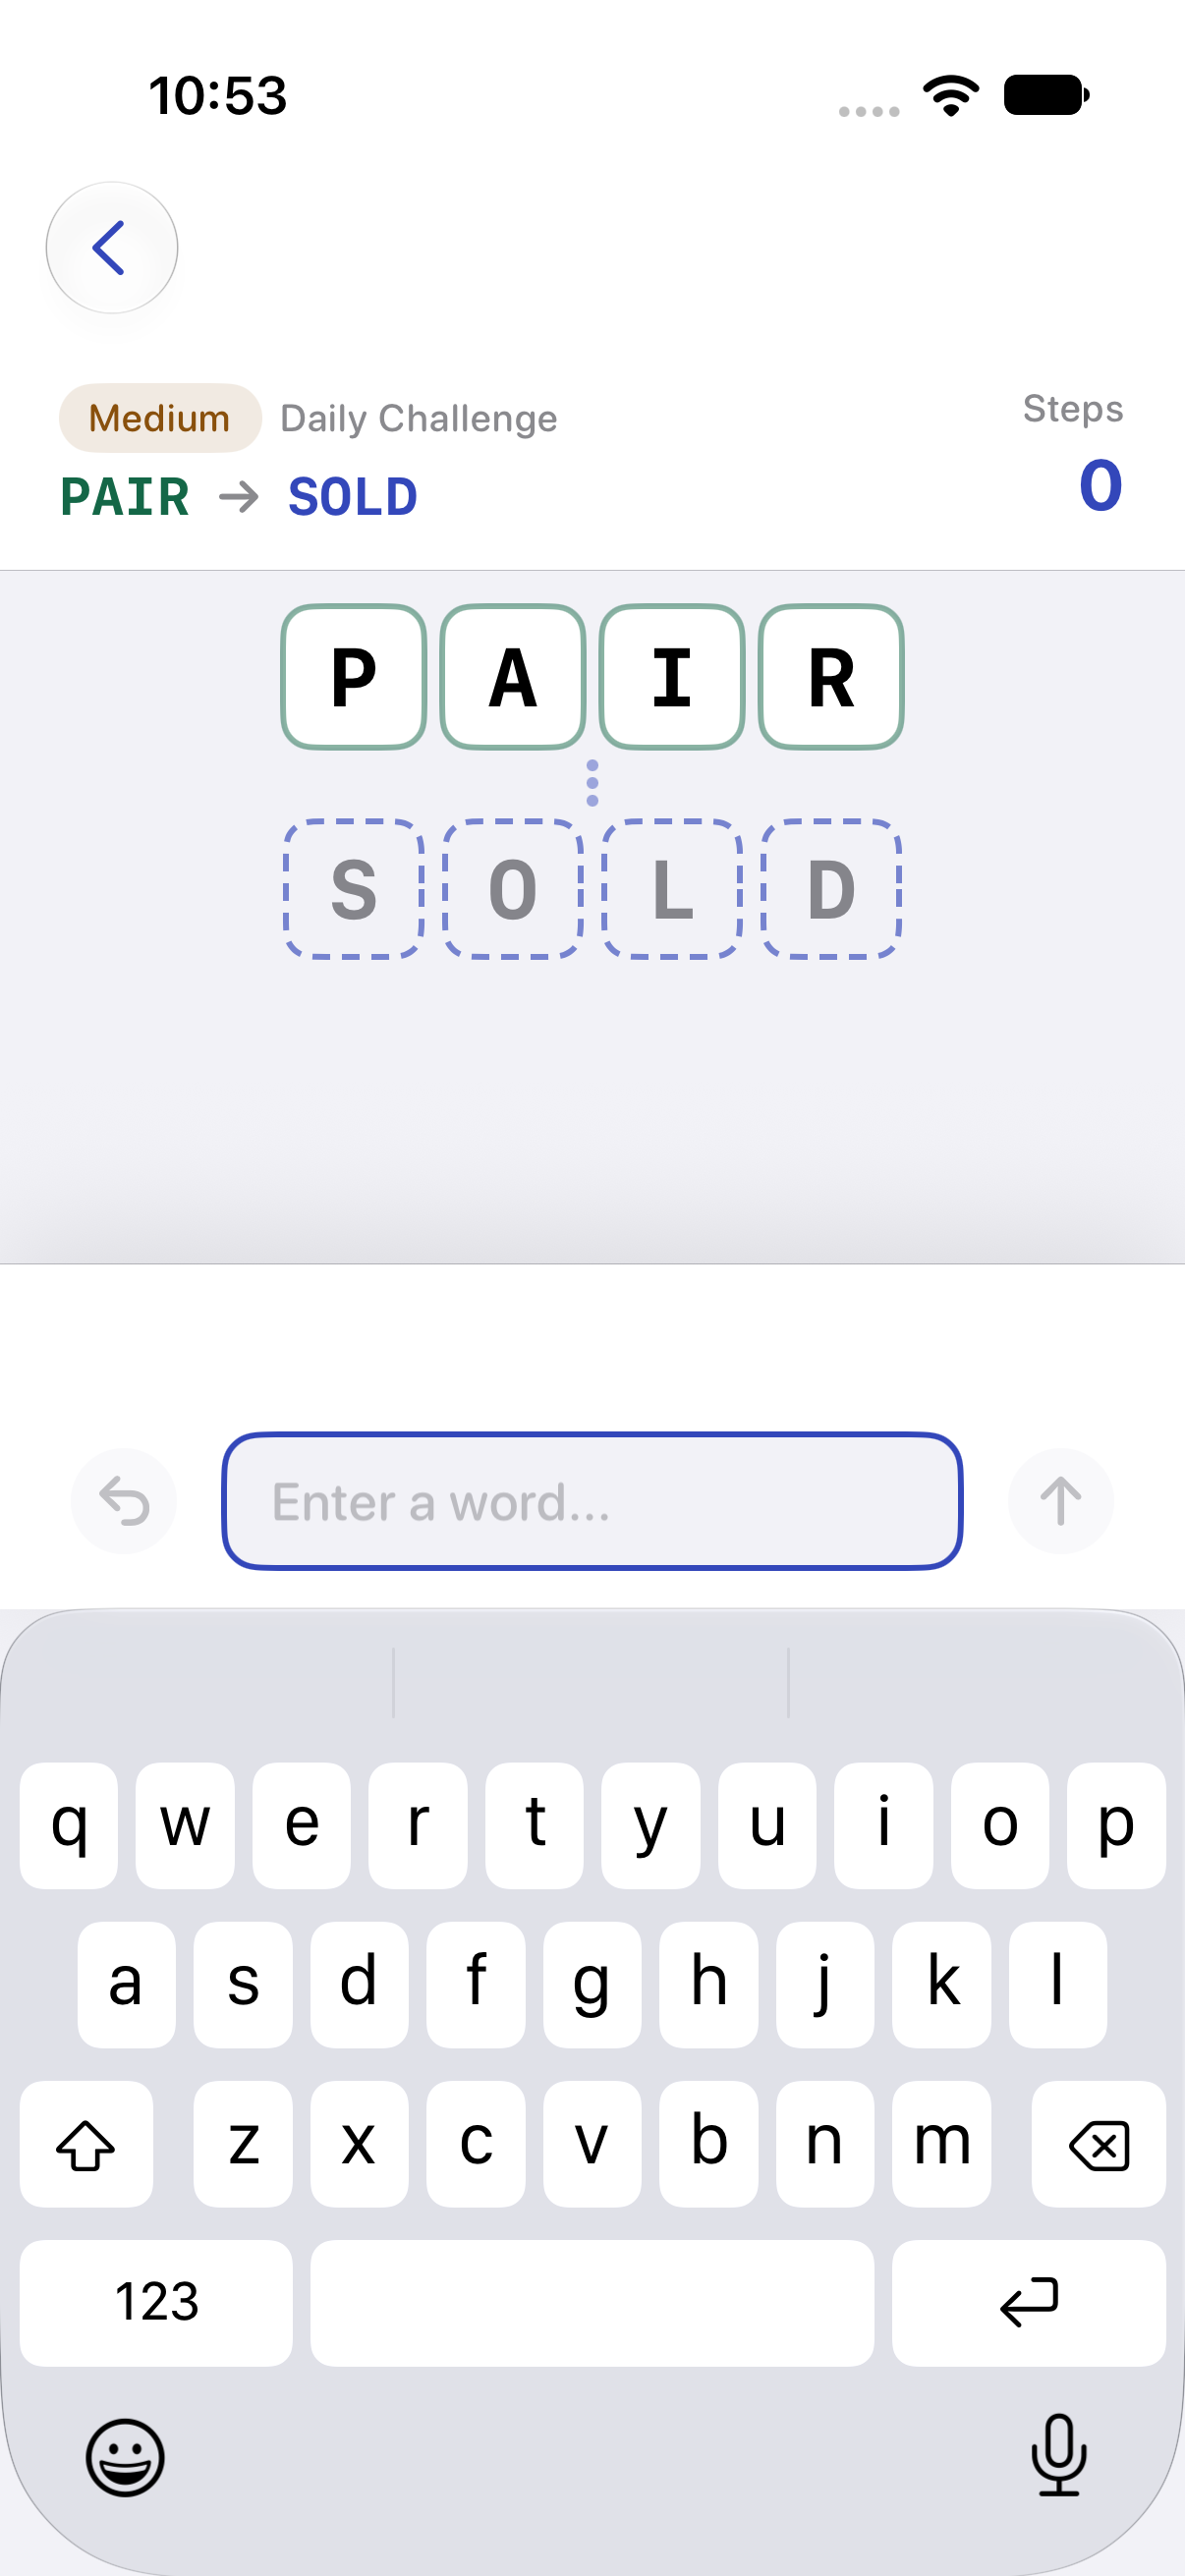 10:53
Medium Daily Challenge
Steps
PAIR → SOLD
0
P A I R
S O L D
Enter a word...
q w e r t y u i o p
a s d f g h j k l
z x c v b n m
123